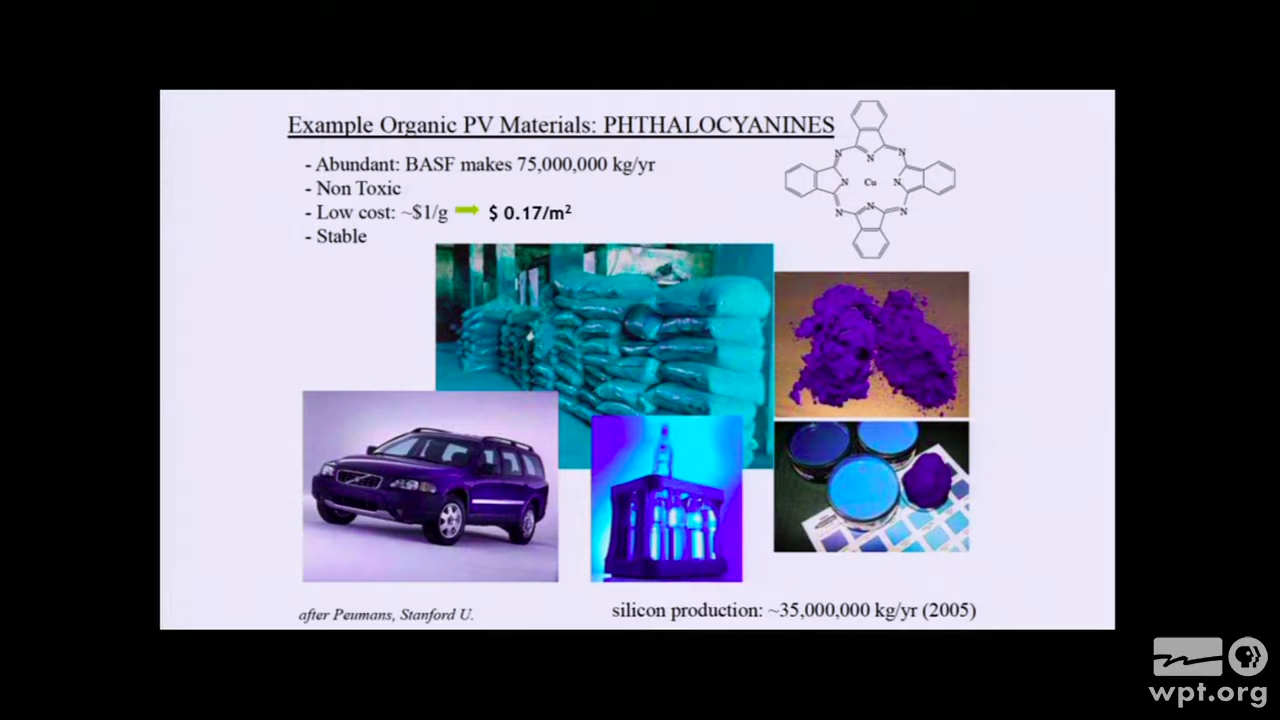 Example Organic PV Materials: PHTHALOCYANINES
- Abundant: BASF makes 75,000,000 kg/yr
- Non Toxic
- Low cost: ~$1/g $ 0.17/m²
- Stable
N
N
N
N
Cu
N
N
N
N
after Peumans, Stanford U.
silicon production: ~35,000,000 kg/yr (2005)
wpt.org